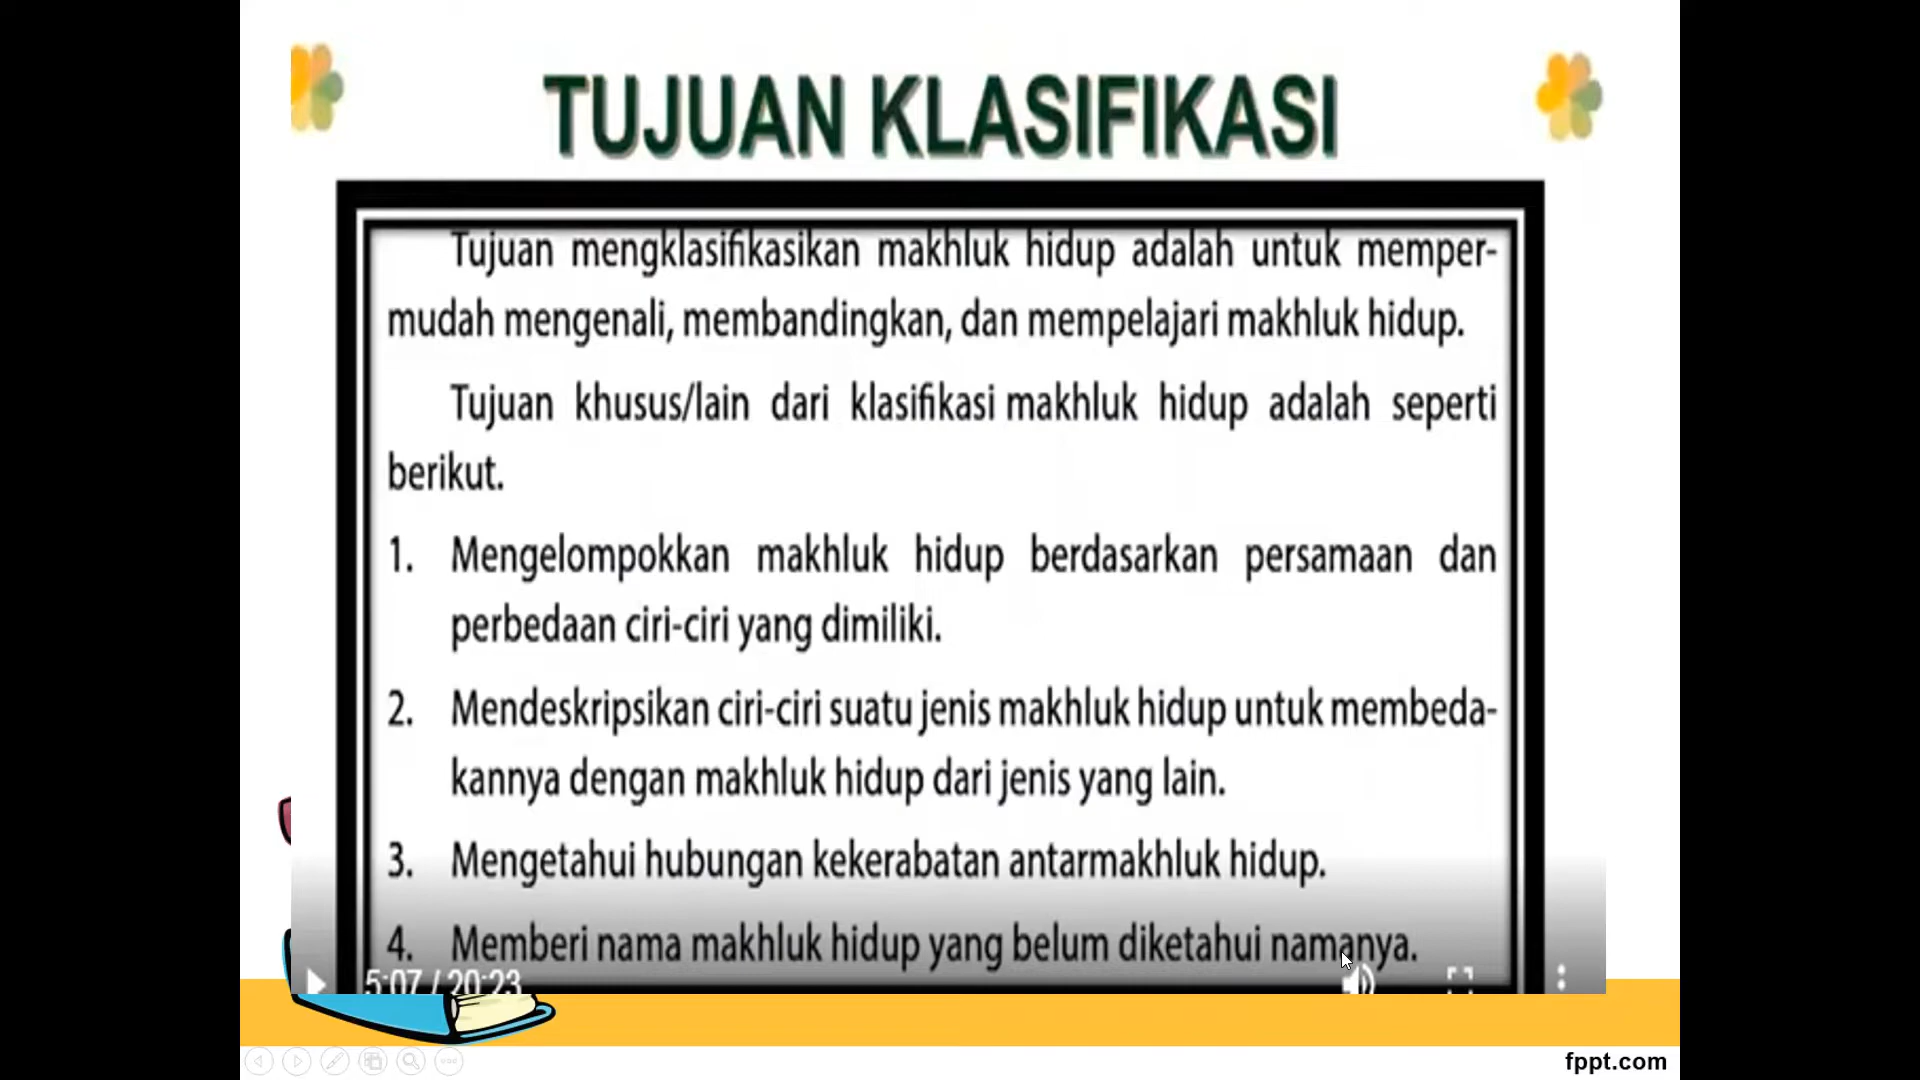 TUJUAN KLASIFIKASI
Tujuan mengklasifikasikan makhluk hidup adalah untuk memper-
mudah mengenali, membandingkan, dan mempelajari makhluk hidup.
Tujuan khusus/lain dari klasifikasi makhluk hidup adalah seperti
berikut.
1. Mengelompokkan makhluk hidup berdasarkan persamaan dan
perbedaan ciri-ciri yang dimiliki.
2. Mendeskripsikan ciri-ciri suatu jenis makhluk hidup untuk membeda-
kannya dengan makhluk hidup dari jenis yang lain.
3. Mengetahui hubungan kekerabatan antarmakhluk hidup.
4. Memberi nama makhluk hidup yang belum diketahui namanya.
5:07 / 20:23
fppt.com